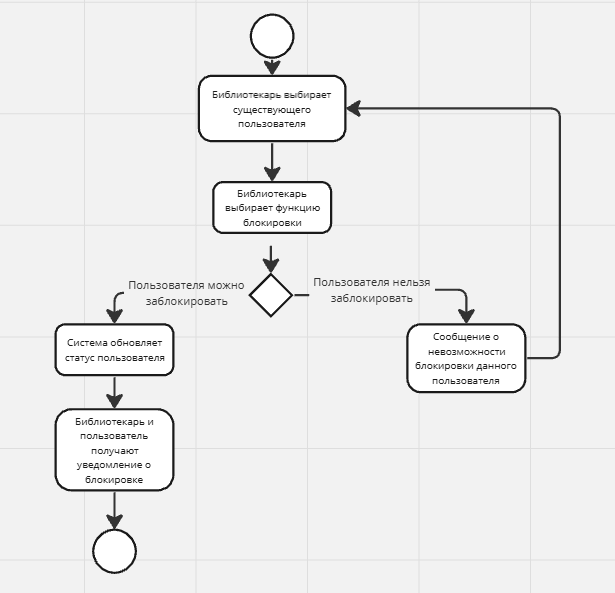 Библиотекарь выбирает
существующего
пользователя
Библиотекарь
выбирает функцию
блокировки
Пользователя можно
заблокировать
Пользователя нельзя
заблокировать
Система обновляет
статус пользователя
Сообщение о
невозможности
блокировки данного
пользователя
Библиотекарь и
пользователь
получают
уведомление о
блокировке